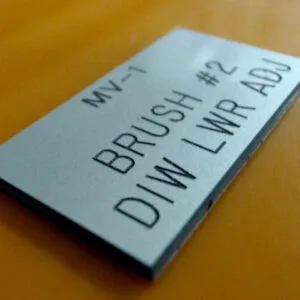 MV-1
BRUSH #2
DIW LWR ADJ